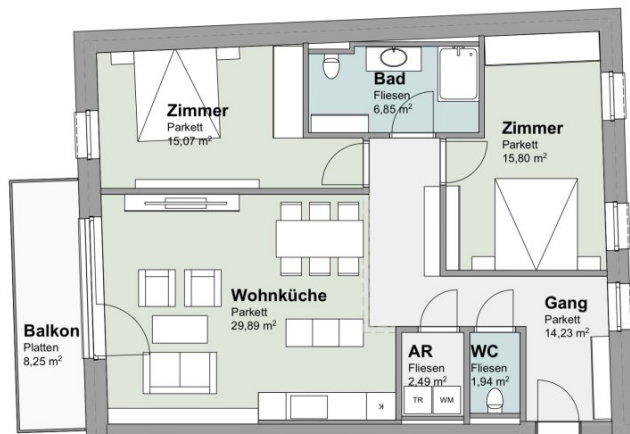 Zimmer
Parkett
15,07 m²
Bad
Fliesen
6,85 m²
Zimmer
Parkett
15,80 m²
Balkon
Platten
8,25 m²
Wohnküche
Parkett
29,89 m²
Gang
Parkett
14,23 m²
AR
Fliesen
2,49 m²
TR WM
WC
Fliesen
1,94 m²
K